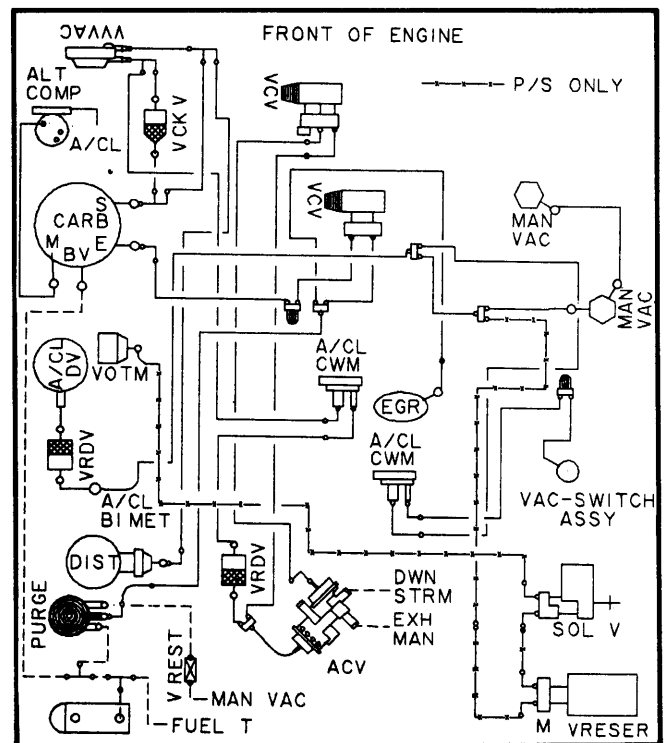 VVVAC
FRONT OF ENGINE
ALT
COMP
A/CL
VCK V
VCV
P/S ONLY
VCV
MAN
VAC
S
CARB
M
E
BV
MAN
VAC
A/CL
DV
VOTM
A/CL
CWM
EGR
A/CL
CWM
VRDV
A/CL
BIMET
VAC-SWITCH
ASSY
DIST
VRDV
DWN
STRM
EXH
MAN
ACV
SOL V
PURGE
V REST
MAN VAC
FUEL T
M
VRESER